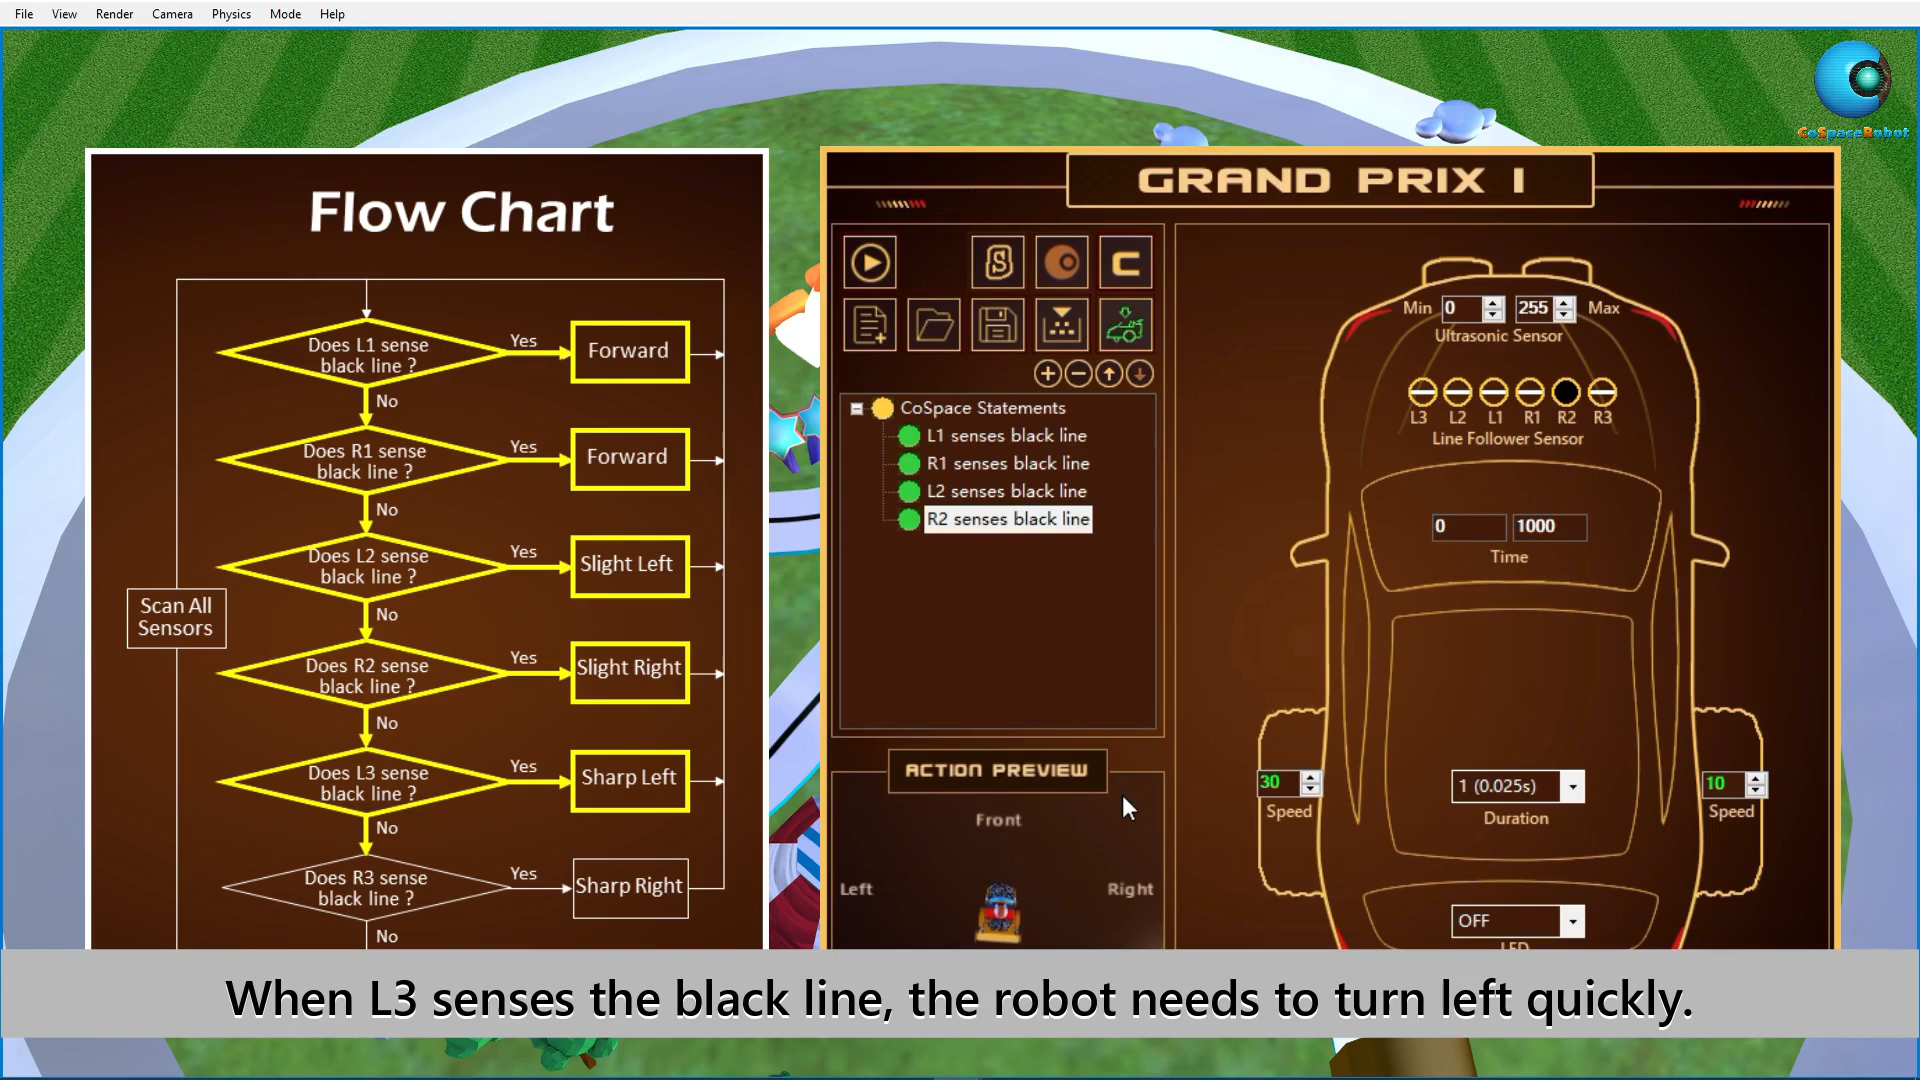 File View Render Camera Physics Mode Help
CoSpaceRobot
Flow Chart
Does L1 sense
black line ?
Yes
Forward
No
Does R1 sense
black line ?
Yes
Forward
No
Does L2 sense
black line ?
Yes
Slight Left
No
Scan All
Sensors
Does R2 sense
black line ?
Yes
Slight Right
No
Does L3 sense
black line ?
Yes
Sharp Left
No
Does R3 sense
black line ?
Yes
Sharp Right
No
GRAND PRIX I
S
C
CoSpace Statements
L1 senses black line
R1 senses black line
L2 senses black line
R2 senses black line
ACTION PREVIEW
Front
Left
Right
Min 0 255 Max
Ultrasonic Sensor
L3 L2 L1 R1 R2 R3
Line Follower Sensor
0 1000
Time
30
Speed
1 (0.025s)
Duration
10
Speed
OFF
LED
When L3 senses the black line, the robot needs to turn left quickly.